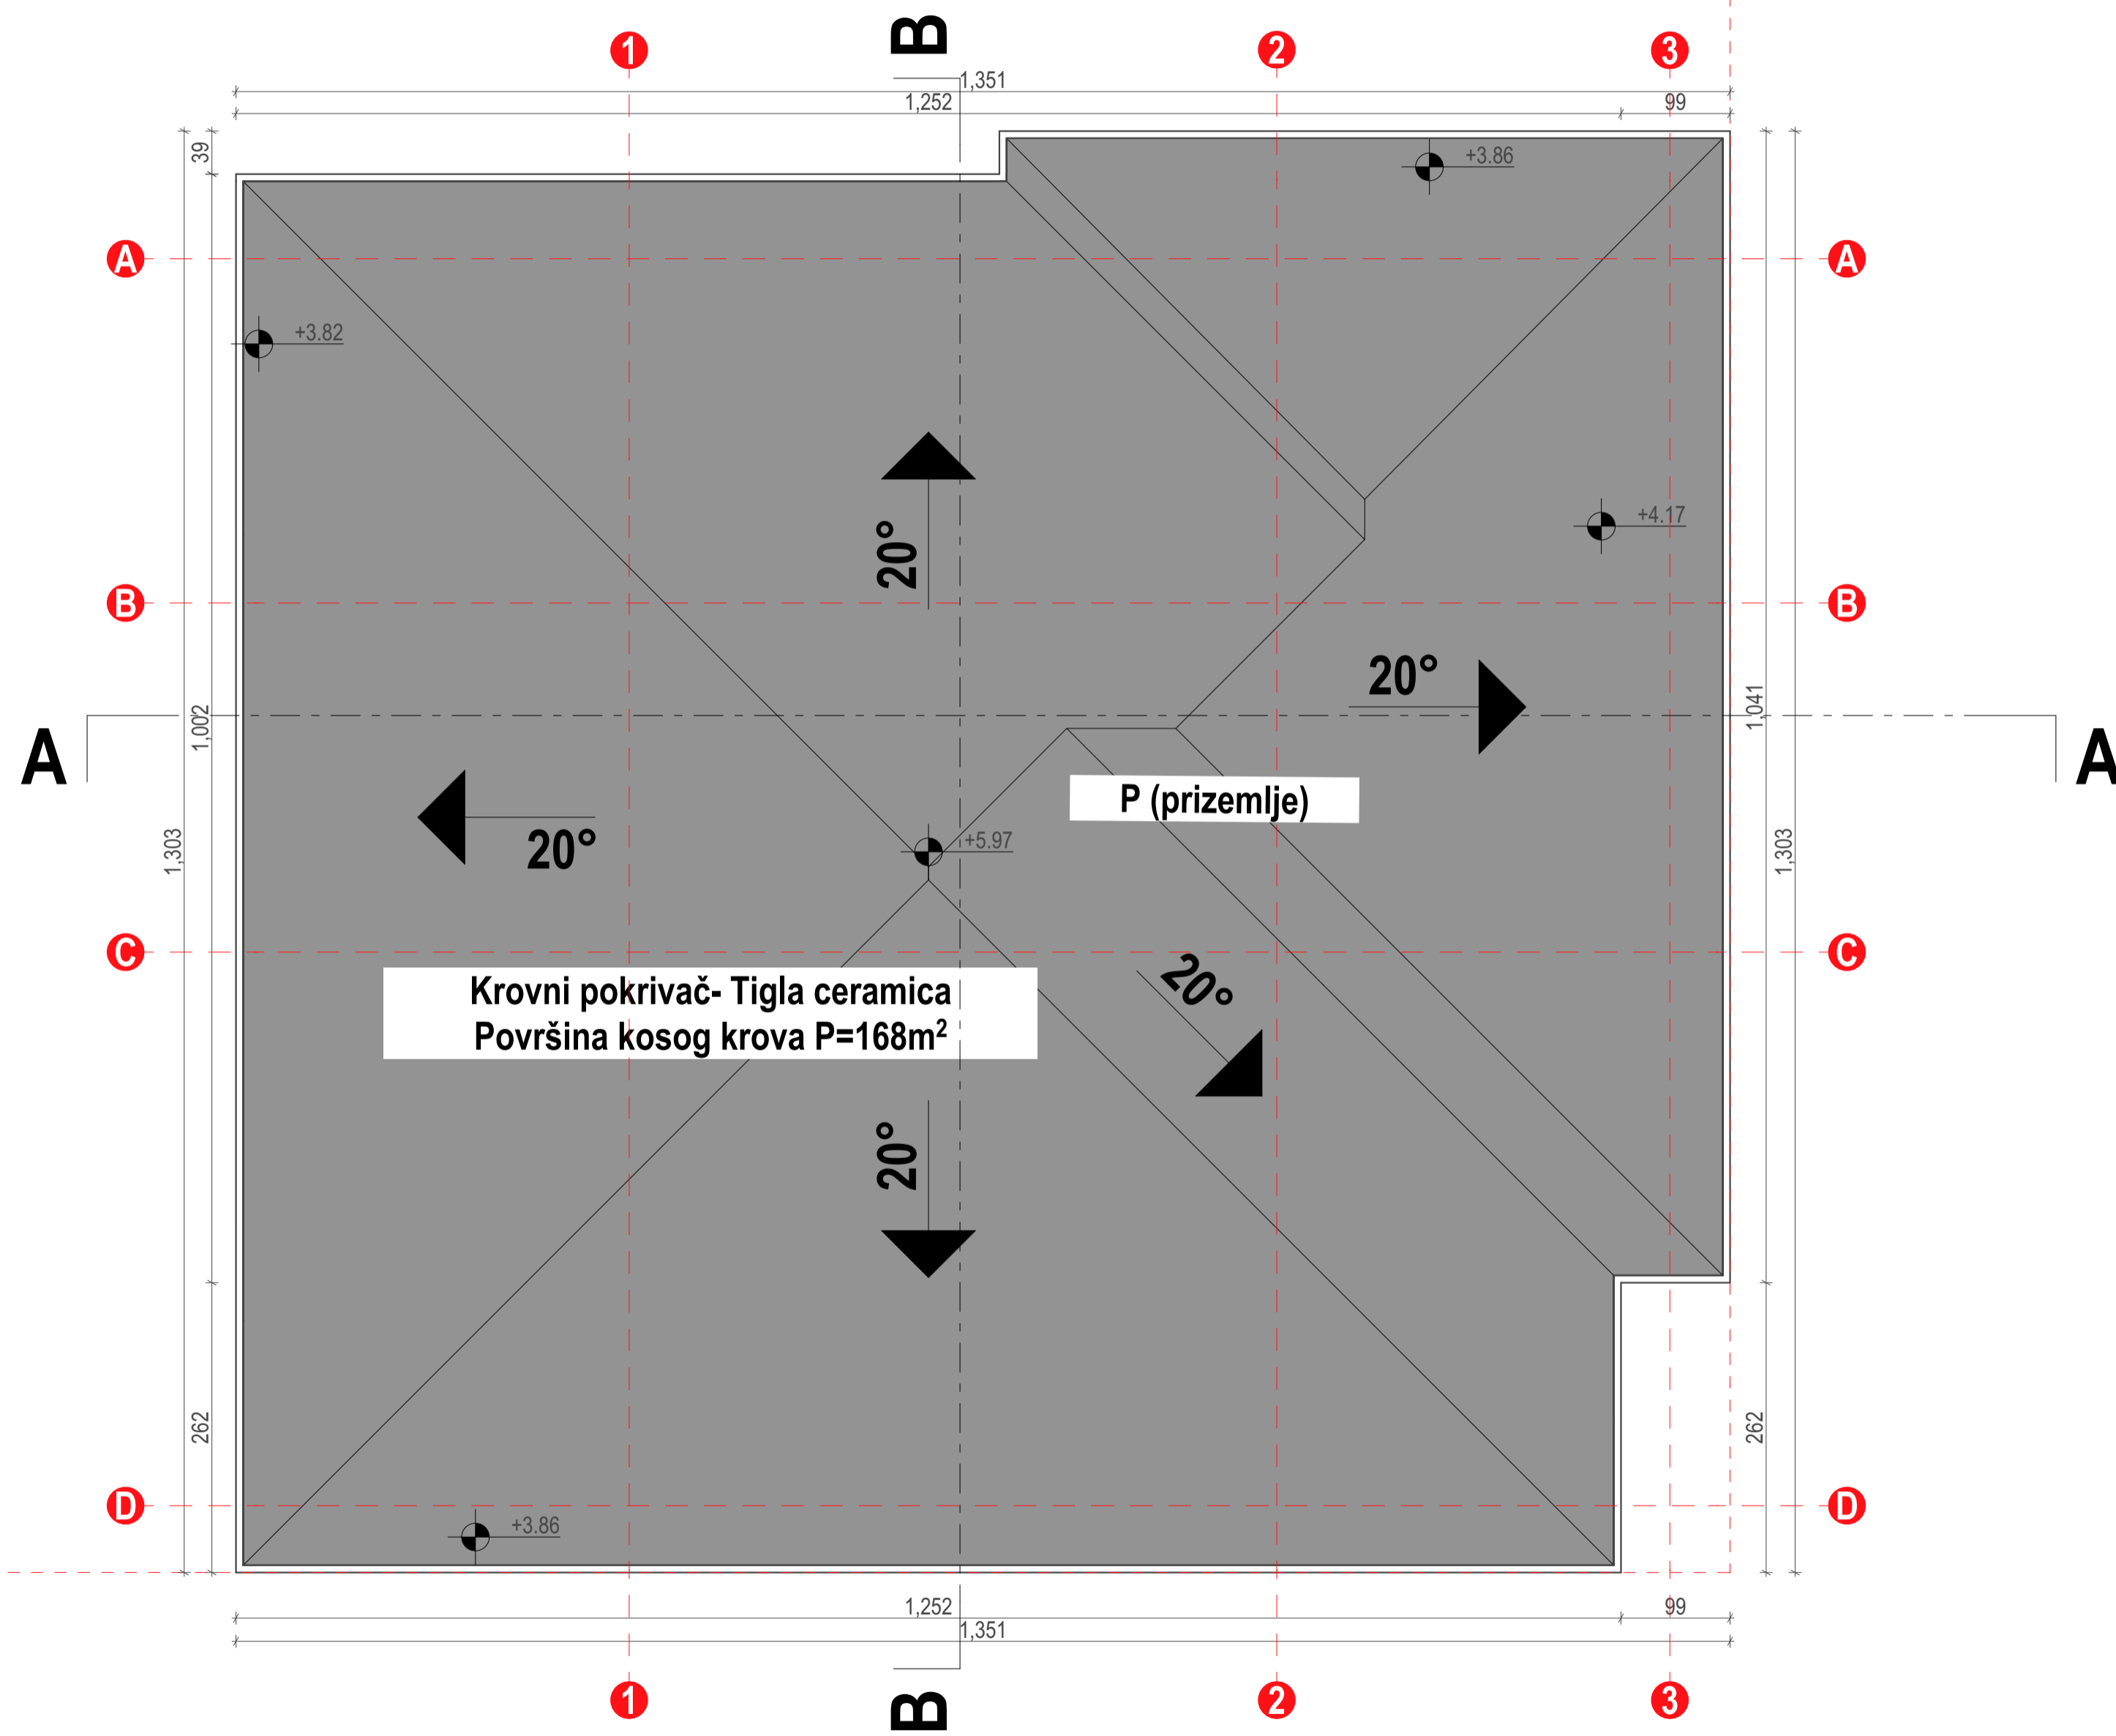 B
1 2 3
1,351
1,252 99
39
+3.86
A A
+3.82
+4.17
20°
B B
20°
1,002 1,041
A A
P (prizemlje)
1,303 20° +5.97 1,303
C C
20°
Krovni pokrivač- Tigla ceramica
Površina kosog krova P=168m²
20°
262 262
D D
+3.86
1,252 99
1,351
1 2 3
B